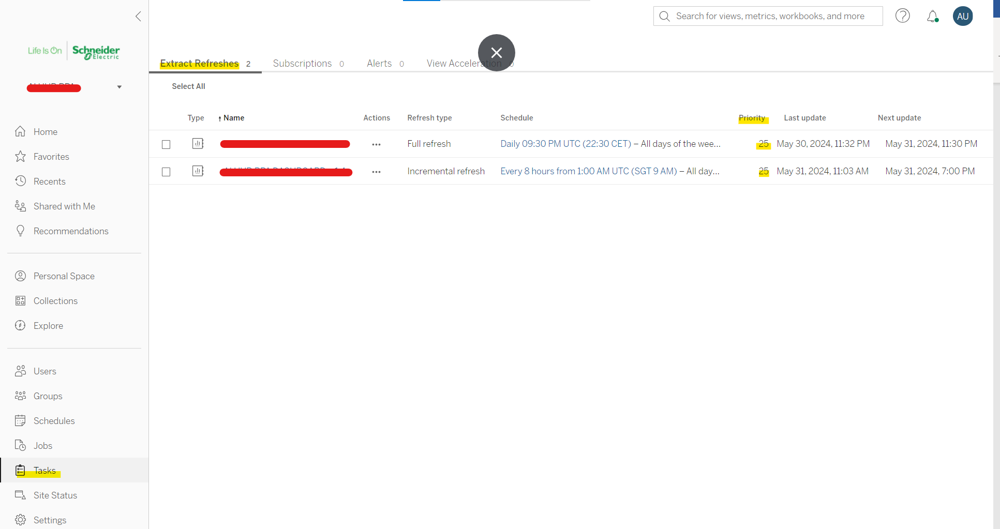 Search for views, metrics, workbooks, and more
AU
Life Is On
Schneider
Electric
Extract Refreshes 2
Subscriptions 0
Alerts 0
View Acceleration 0
Select All
Type
↑ Name
Actions
Refresh type
Schedule
Priority
Last update
Next update
Full refresh
Daily 09:30 PM UTC (22:30 CET) – All days of the wee...
25
May 30, 2024, 11:32 PM
May 31, 2024, 11:30 PM
Incremental refresh
Every 8 hours from 1:00 AM UTC (SGT 9 AM) – All day...
25
May 31, 2024, 11:03 AM
May 31, 2024, 7:00 PM
Home
Favorites
Recents
Shared with Me
Recommendations
Personal Space
Collections
Explore
Users
Groups
Schedules
Jobs
Tasks
Site Status
Settings